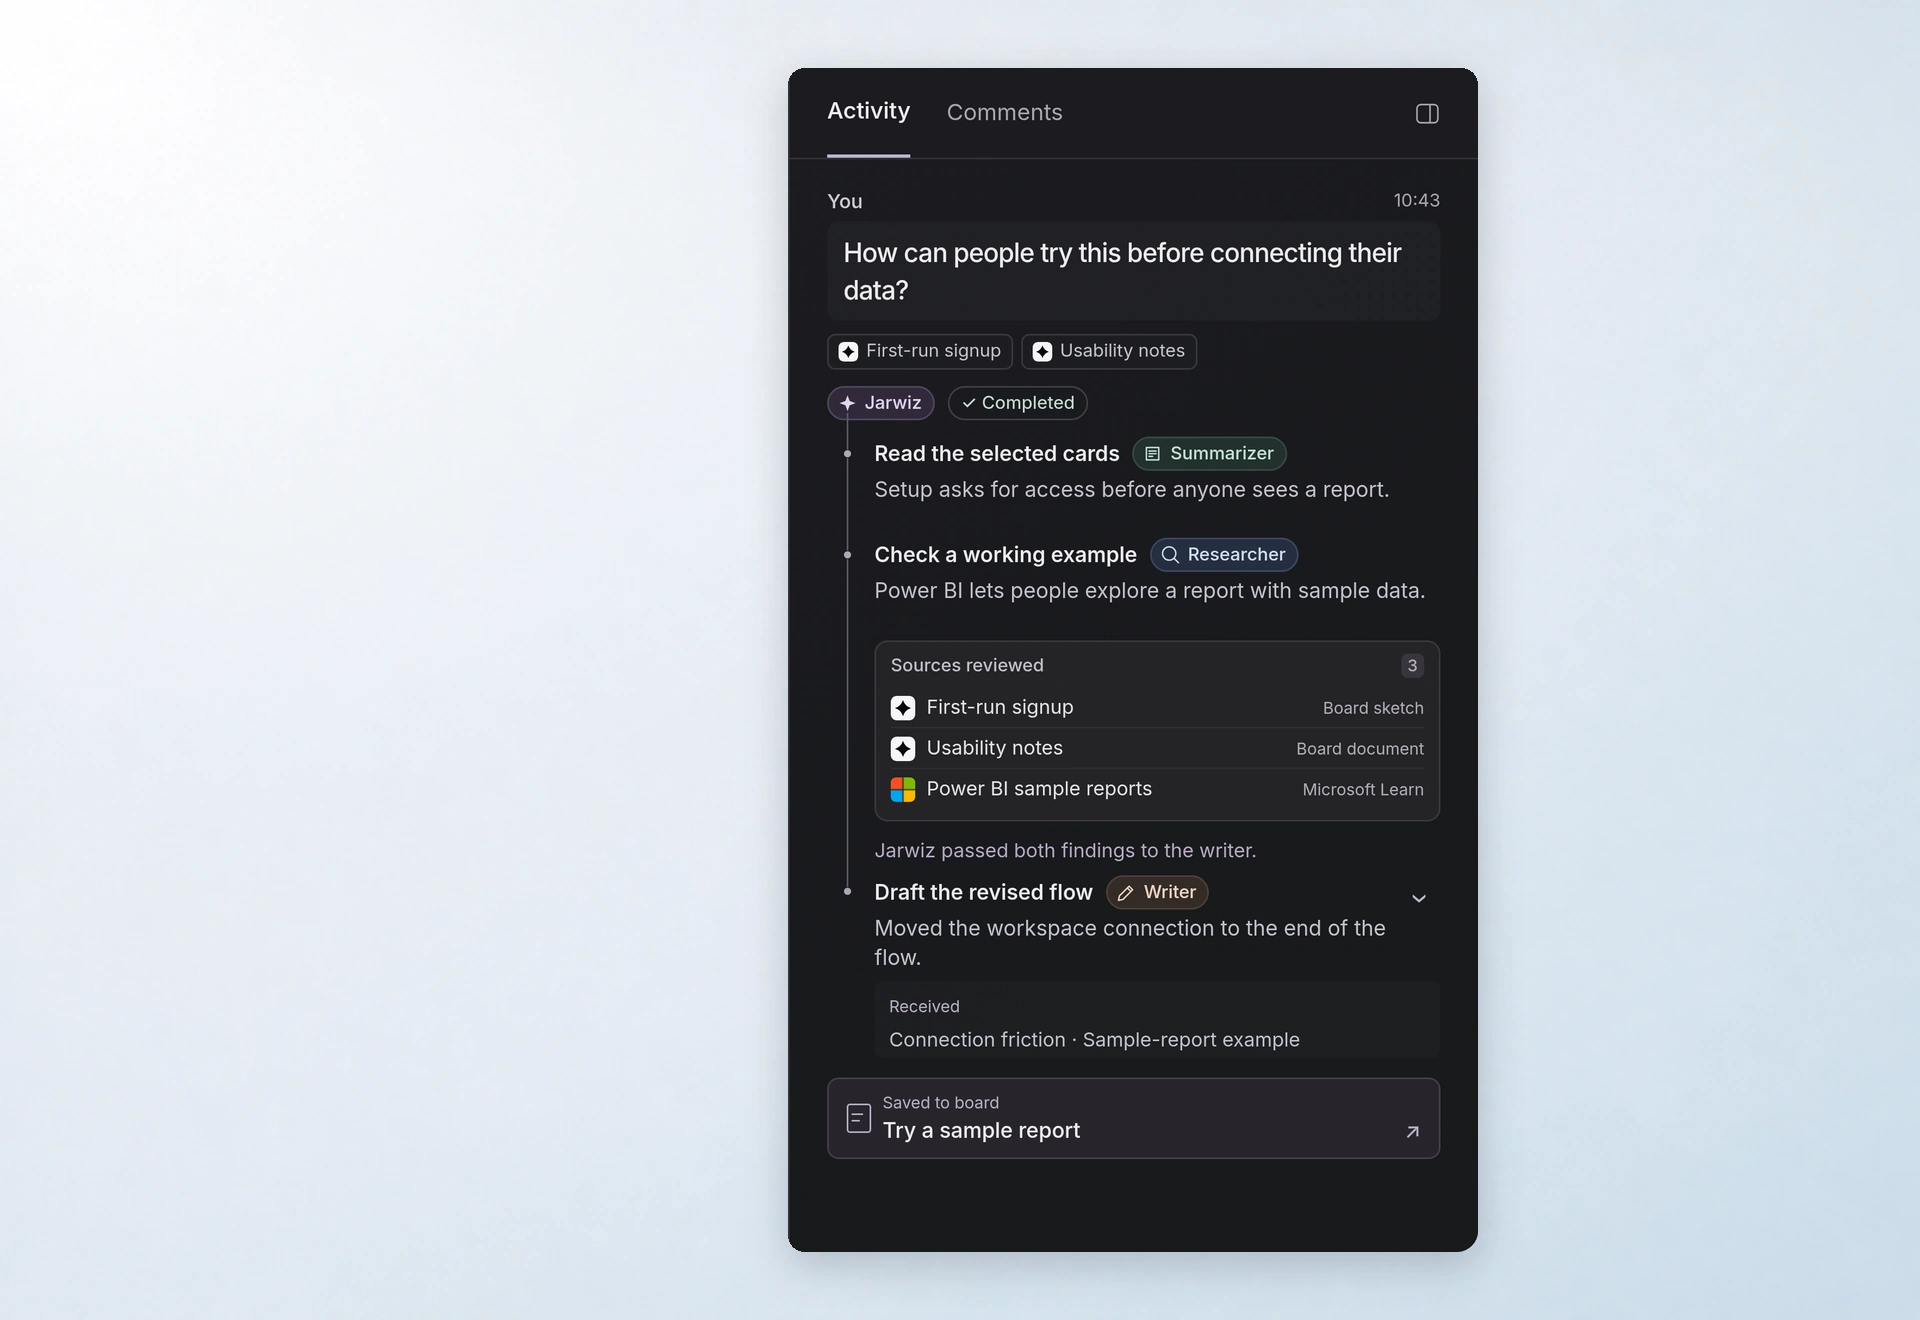 Activity Comments
You 10:43
How can people try this before connecting their
data?
First-run signup Usability notes
Jarwiz Completed
Read the selected cards Summarizer
Setup asks for access before anyone sees a report.
Check a working example Researcher
Power BI lets people explore a report with sample data.
Sources reviewed 3
First-run signup Board sketch
Usability notes Board document
Power BI sample reports Microsoft Learn
Jarwiz passed both findings to the writer.
Draft the revised flow Writer
Moved the workspace connection to the end of the
flow.
Received
Connection friction · Sample-report example
Saved to board
Try a sample report